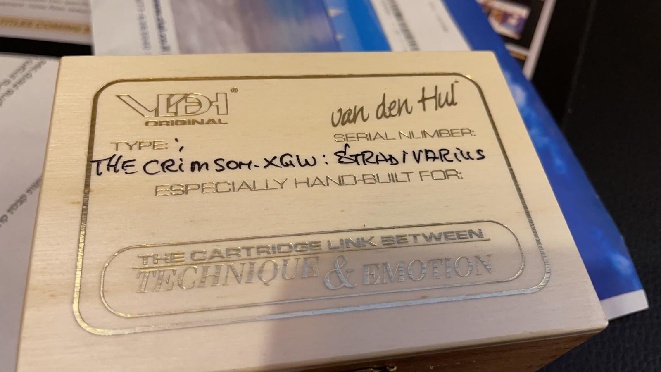 VDH® van den Hul
ORIGINAL
TYPE: SERIAL NUMBER:
THE CRIMSON-XGW: STRADIVARIUS
ESPECIALLY HAND-BUILT FOR:
THE CARTRIDGE LINK BETWEEN
TECHNIQUE & EMOTION